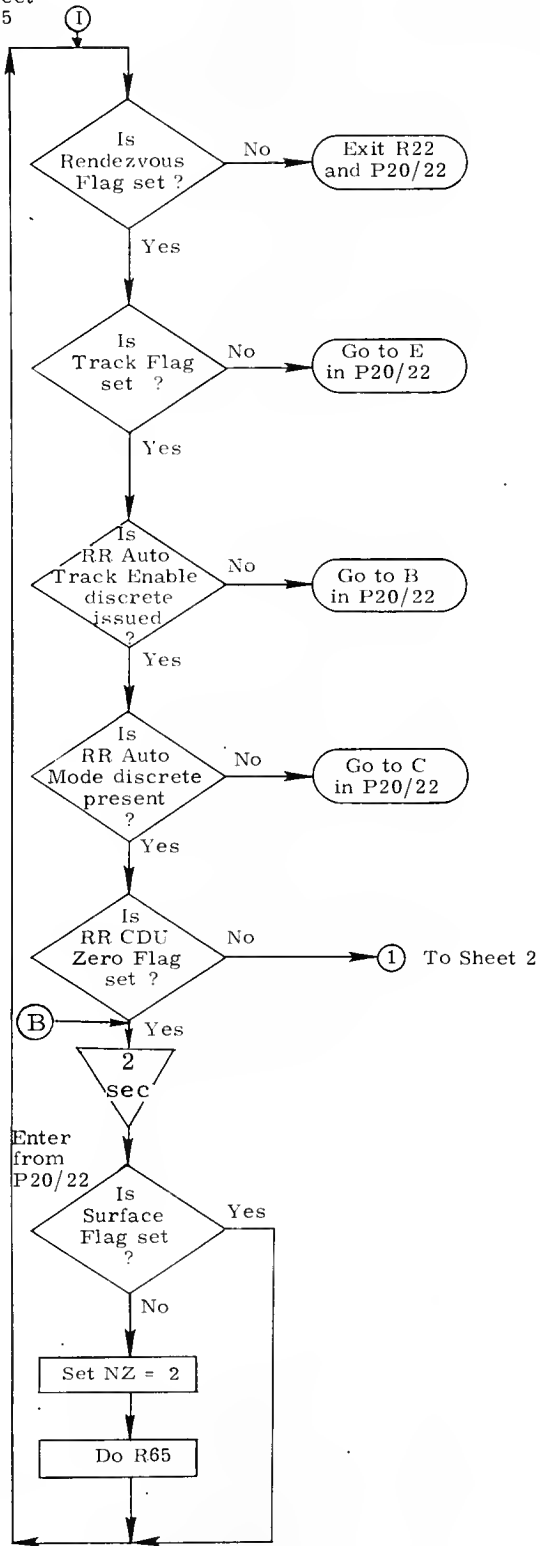 5
I
Is
Rendezvous
Flag set ?
No
Exit R22
and P20/22
Yes
Is
Track Flag
set ?
No
Go to E
in P20/22
Yes
Is
RR Auto
Track Enable
discrete
issued
?
No
Go to B
in P20/22
Yes
Is
RR Auto
Mode discrete
present
?
No
Go to C
in P20/22
Yes
Is
RR CDU
Zero Flag
set ?
No
1 To Sheet 2
B
Yes
2
sec
Enter
from
P20/22
Is
Surface
Flag set
?
Yes
No
Set NZ = 2
Do R65